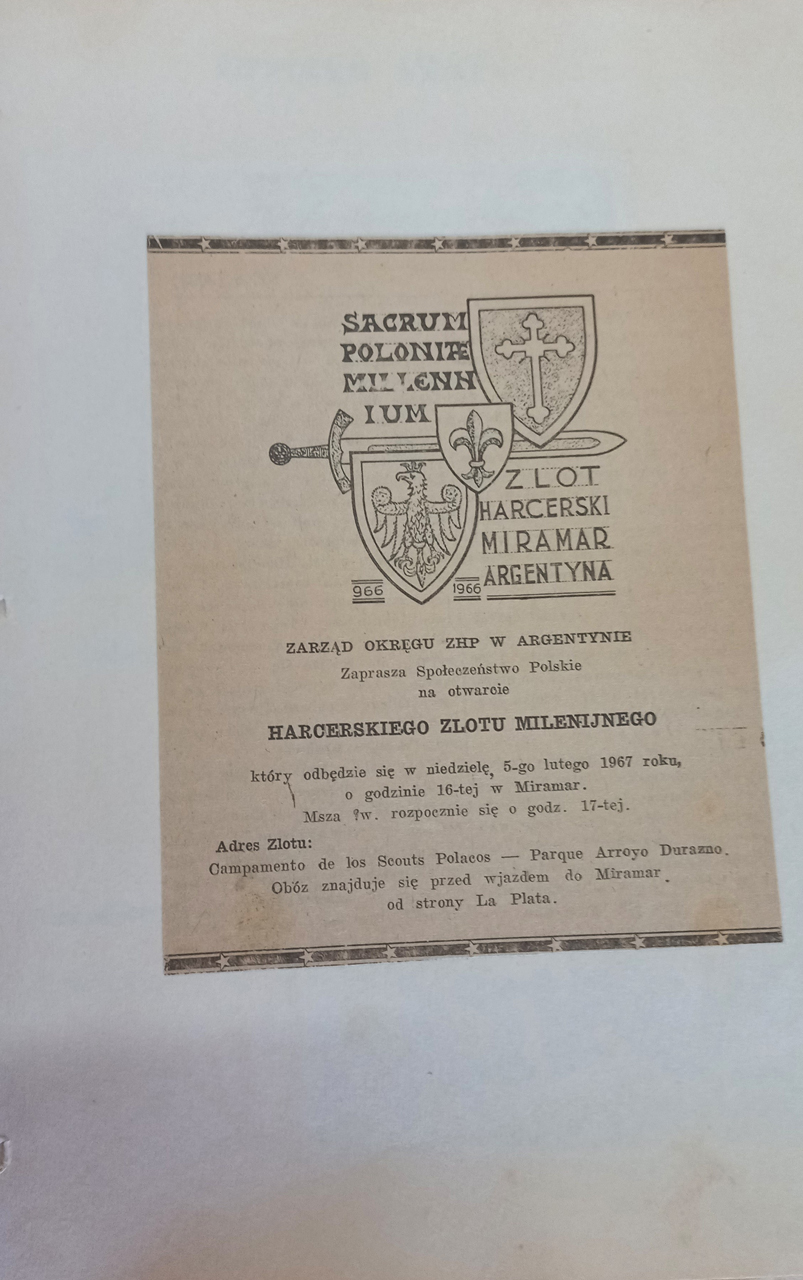 SACRUM
POLONIÆ
MILLENN
IUM
ZLOT
HARCERSKI
MIRAMAR
ARGENTYNA
966
1966
ZARZĄD OKRĘGU ZHP W ARGENTYNIE
Zaprasza Społeczeństwo Polskie
na otwarcie
HARCERSKIEGO ZLOTU MILENIJNEGO
który odbędzie się w niedzielę, 5-go lutego 1967 roku,
o godzinie 16-tej w Miramar.
Msza ?w. rozpocznie się o godz. 17-tej.
Adres Zlotu:
Campamento de los Scouts Polacos — Parque Arroyo Durazno.
Obóz znajduje się przed wjazdem do Miramar.
od strony La Plata.